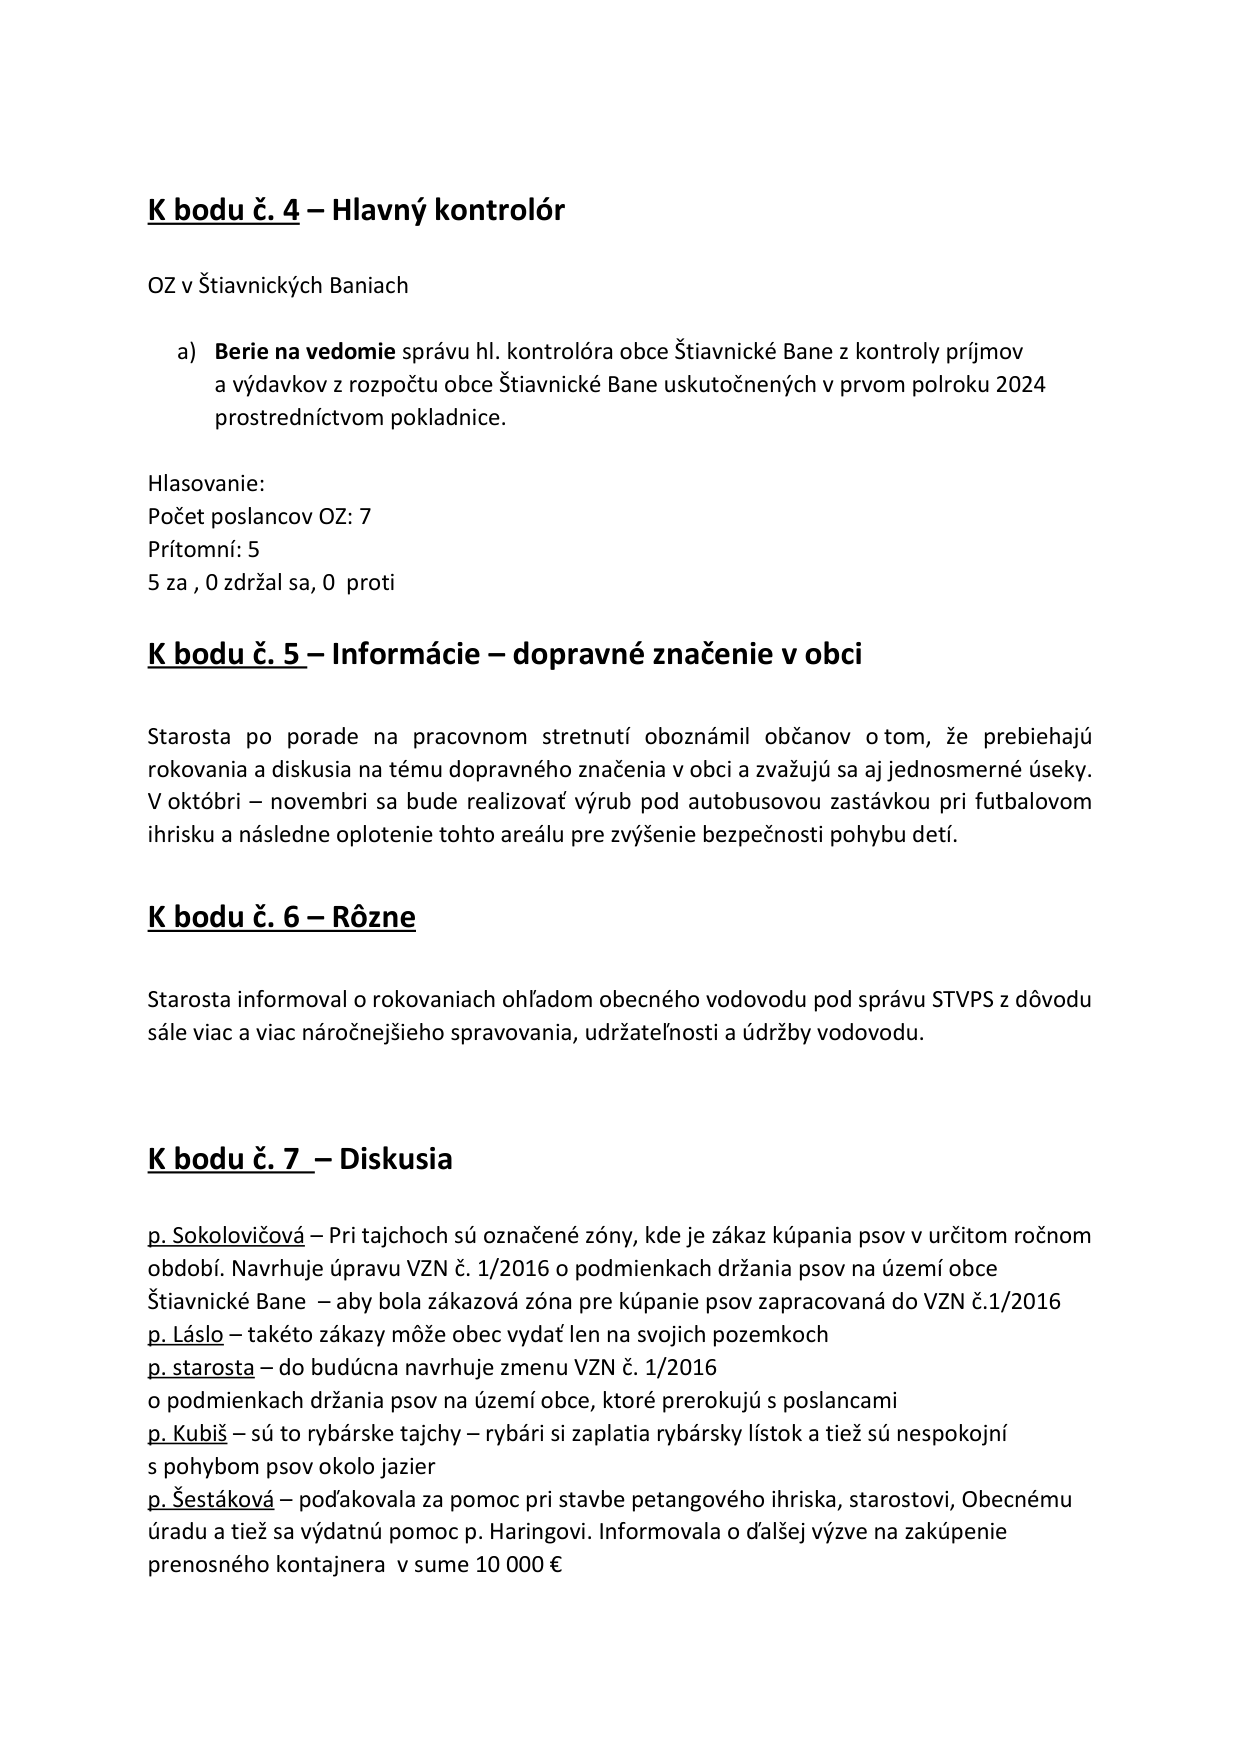 K bodu č. 4 – Hlavný kontrolór
OZ v Štiavnických Baniach
a) Berie na vedomie správu hl. kontrolóra obce Štiavnické Bane z kontroly príjmov
a výdavkov z rozpočtu obce Štiavnické Bane uskutočnených v prvom polroku 2024
prostredníctvom pokladnice.
Hlasovanie:
Počet poslancov OZ: 7
Prítomní: 5
5 za , 0 zdržal sa, 0  proti
K bodu č. 5 – Informácie – dopravné značenie v obci
Starosta po porade na pracovnom stretnutí oboznámil občanov o tom, že prebiehajú
rokovania a diskusia na tému dopravného značenia v obci a zvažujú sa aj jednosmerné úseky.
V októbri – novembri sa bude realizovať výrub pod autobusovou zastávkou pri futbalovom
ihrisku a následne oplotenie tohto areálu pre zvýšenie bezpečnosti pohybu detí.
K bodu č. 6 – Rôzne
Starosta informoval o rokovaniach ohľadom obecného vodovodu pod správu STVPS z dôvodu
sále viac a viac náročnejšieho spravovania, udržateľnosti a údržby vodovodu.
K bodu č. 7  – Diskusia
p. Sokolovičová – Pri tajchoch sú označené zóny, kde je zákaz kúpania psov v určitom ročnom
období. Navrhuje úpravu VZN č. 1/2016 o podmienkach držania psov na území obce
Štiavnické Bane  – aby bola zákazová zóna pre kúpanie psov zapracovaná do VZN č.1/2016
p. Láslo – takéto zákazy môže obec vydať len na svojich pozemkoch
p. starosta – do budúcna navrhuje zmenu VZN č. 1/2016
o podmienkach držania psov na území obce, ktoré prerokujú s poslancami
p. Kubiš – sú to rybárske tajchy – rybári si zaplatia rybársky lístok a tiež sú nespokojní
s pohybom psov okolo jazier
p. Šestáková – poďakovala za pomoc pri stavbe petangového ihriska, starostovi, Obecnému
úradu a tiež sa výdatnú pomoc p. Haringovi. Informovala o ďalšej výzve na zakúpenie
prenosného kontajnera  v sume 10 000 €